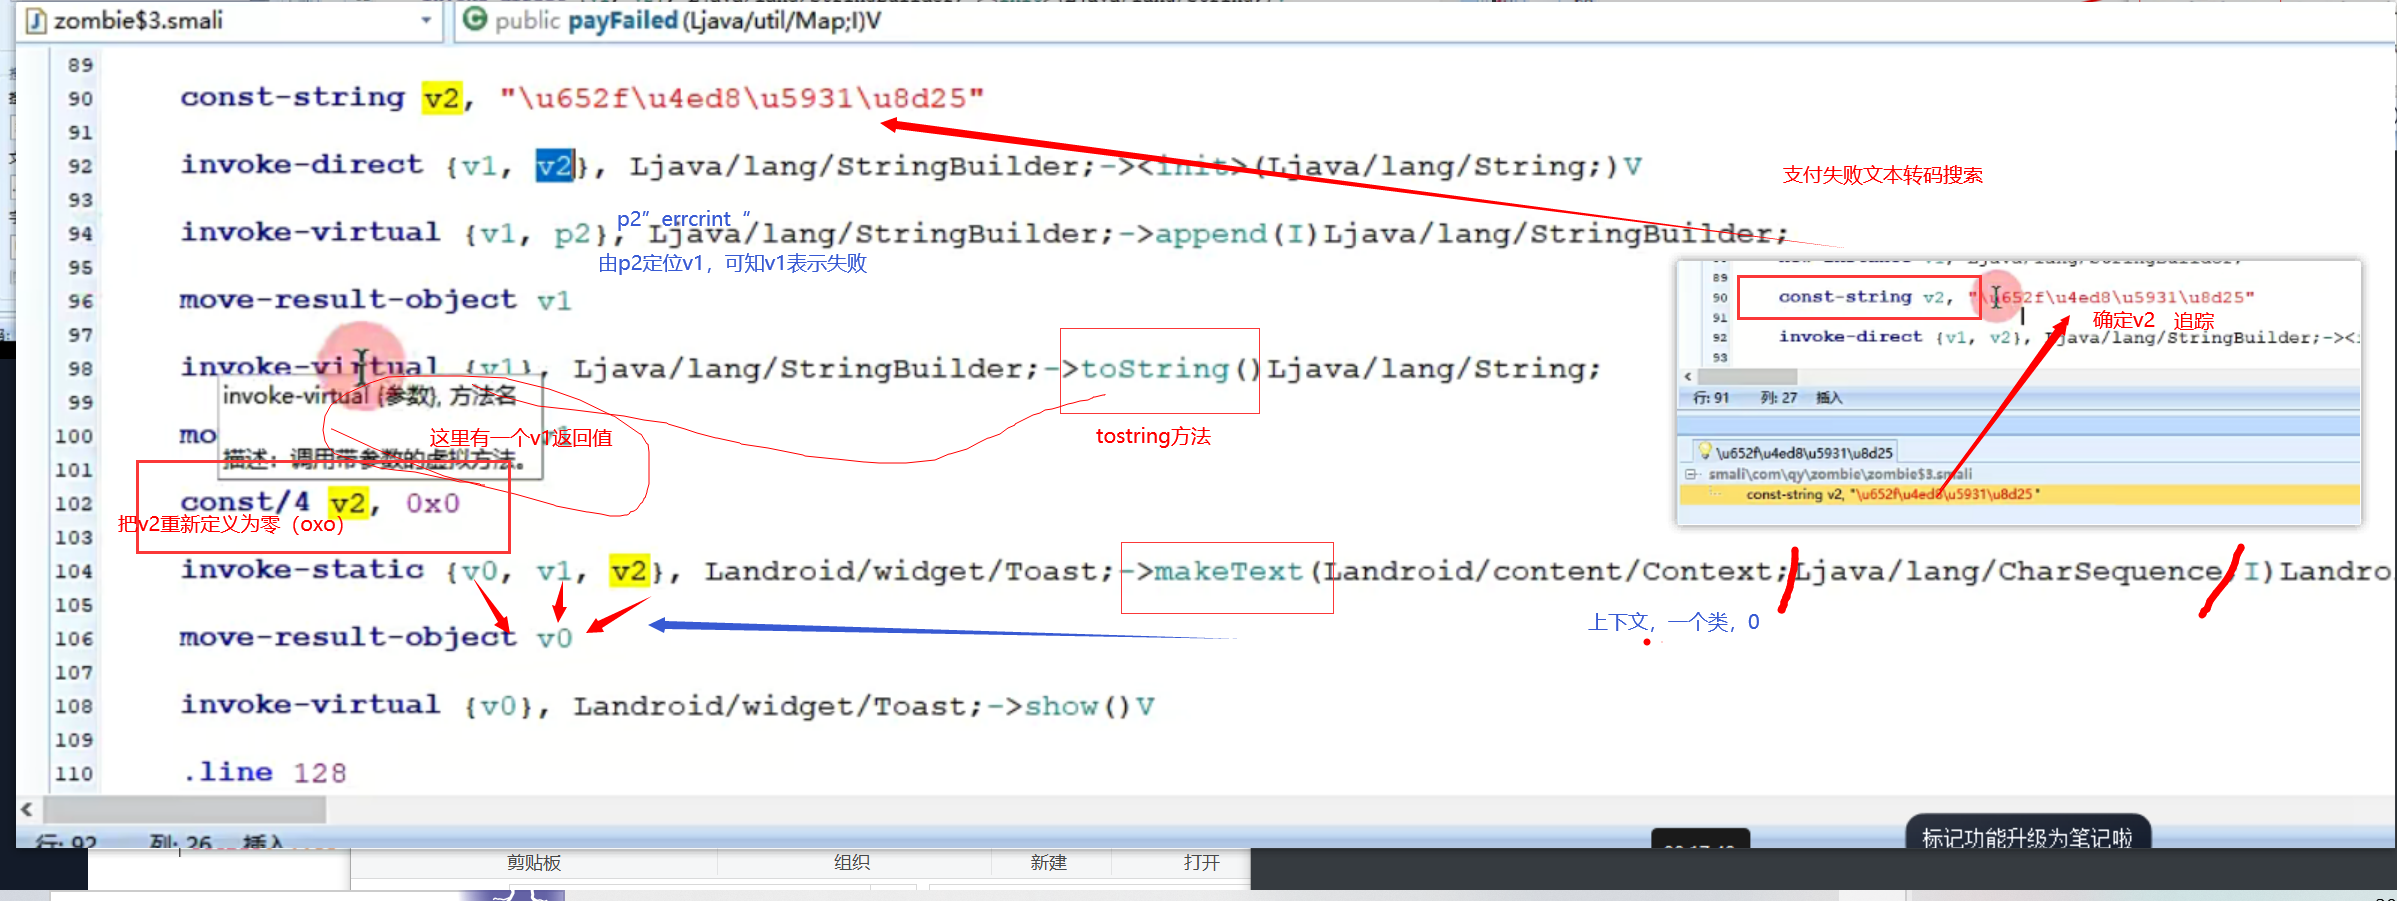 zombie$3.smali
public payFailed(Ljava/util/Map;I)V
89
90 const-string v2, "\u652f\u4ed8\u5931\u8d25"
91
92 invoke-direct {v1, v2}, Ljava/lang/StringBuilder;-><init>(Ljava/lang/String;)V
支付失败文本转码搜索
93
p2”errcrint“
94 invoke-virtual {v1, p2}, Ljava/lang/StringBuilder;->append(I)Ljava/lang/StringBuilder;
95
由p2定位v1，可知v1表示失败
96 move-result-object v1
97
98 invoke-virtual {v1}, Ljava/lang/StringBuilder;->toString()Ljava/lang/String;
99
invoke-virtual {参数}, 方法名
100 mo
这里有一个v1返回值
tostring方法
描述：调用带参数的虚拟方法。
101
102 const/4 v2, 0x0
把v2重新定义为零（oxo）
103
104 invoke-static {v0, v1, v2}, Landroid/widget/Toast;->makeText(Landroid/content/Context;Ljava/lang/CharSequence;I)Landro
105
上下文，一个类，0
106 move-result-object v0
107
108 invoke-virtual {v0}, Landroid/widget/Toast;->show()V
109
110 .line 128
89
90 const-string v2, "\u652f\u4ed8\u5931\u8d25"
91
确定v2 追踪
92 invoke-direct {v1, v2}, Ljava/lang/StringBuilder;-><i
93
行: 91 列: 27 插入
\u652f\u4ed8\u5931\u8d25
smali\com\qy\zombie\zombie$3.smali
const-string v2, "\u652f\u4ed8\u5931\u8d25"
行: 92 列: 26 插入
标记功能升级为笔记啦
剪贴板 组织 新建 打开